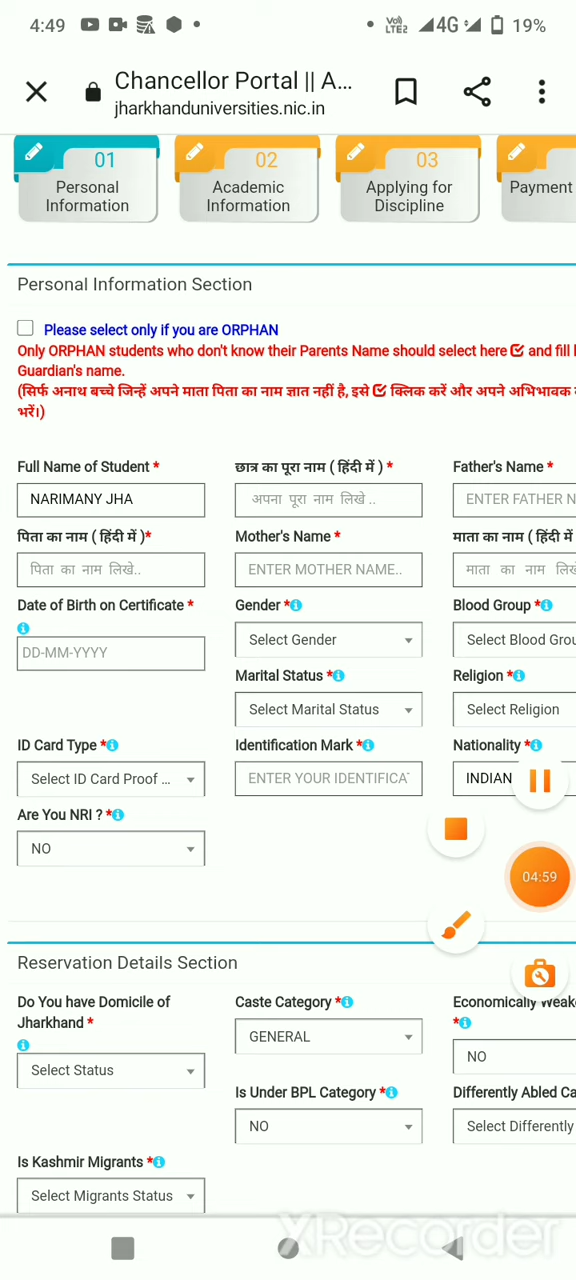 4:49
Vo)) LTE2 4G 19%
Chancellor Portal || A...
jharkhanduniversities.nic.in
01 02 03
Personal Information Academic Information Applying for Discipline Payment
Personal Information Section
Please select only if you are ORPHAN
Only ORPHAN students who don't know their Parents Name should select here and fill
Guardian's name.
(सिर्फ अनाथ बच्चे जिन्हें अपने माता पिता का नाम ज्ञात नहीं है, इसे क्लिक करें और अपने अभिभावक
भरें।)
Full Name of Student * छात्र का पूरा नाम ( हिंदी में ) * Father's Name *
NARIMANY JHA अपना पूरा नाम लिखे .. ENTER FATHER N
पिता का नाम ( हिंदी में )* Mother's Name * माता का नाम ( हिंदी में
पिता का नाम लिखे.. ENTER MOTHER NAME.. माता का नाम
Date of Birth on Certificate * Gender * Blood Group *
DD-MM-YYYY Select Gender Select Blood Grou
Marital Status * Religion *
Select Marital Status Select Religion
ID Card Type * Identification Mark * Nationality *
Select ID Card Proof ... ENTER YOUR IDENTIFICAT INDIAN
Are You NRI ? *
NO
04:59
Reservation Details Section
Do You have Domicile of Jharkhand * Caste Category * Economically Weake
*
Select Status GENERAL NO
Is Under BPL Category * Differently Abled Ca
NO Select Differently
Is Kashmir Migrants *
Select Migrants Status
XRecorder